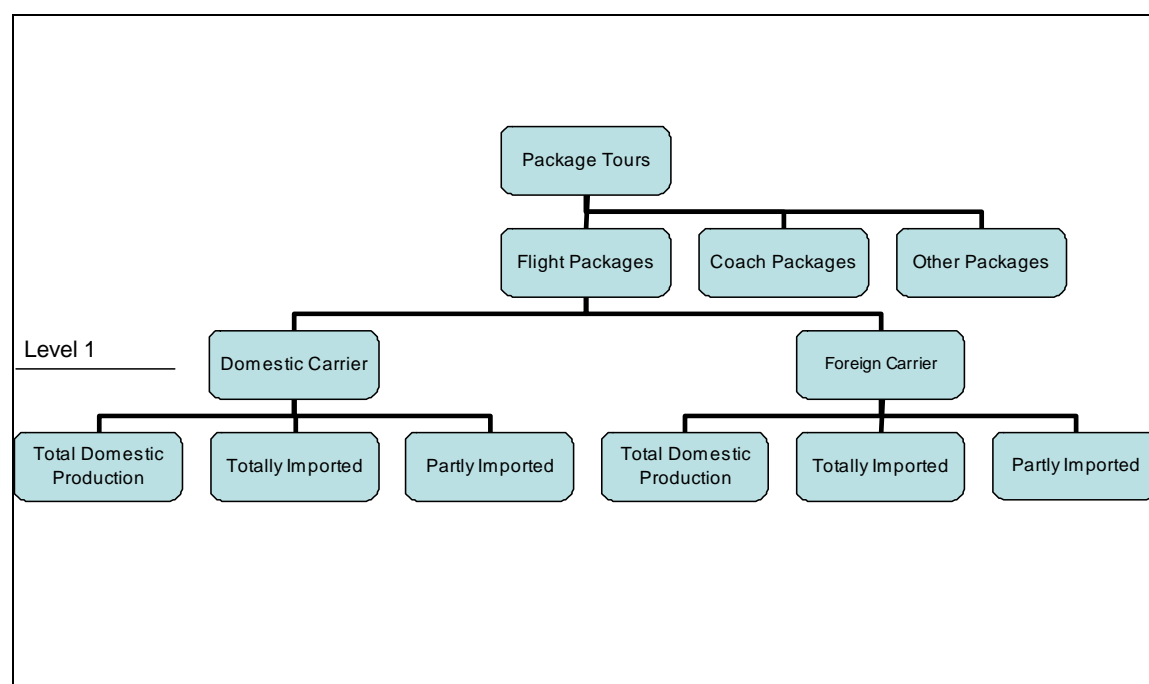 Package Tours
Flight Packages
Coach Packages
Other Packages
Level 1
Domestic Carrier
Foreign Carrier
Total Domestic
Production
Totally Imported
Partly Imported
Total Domestic
Production
Totally Imported
Partly Imported